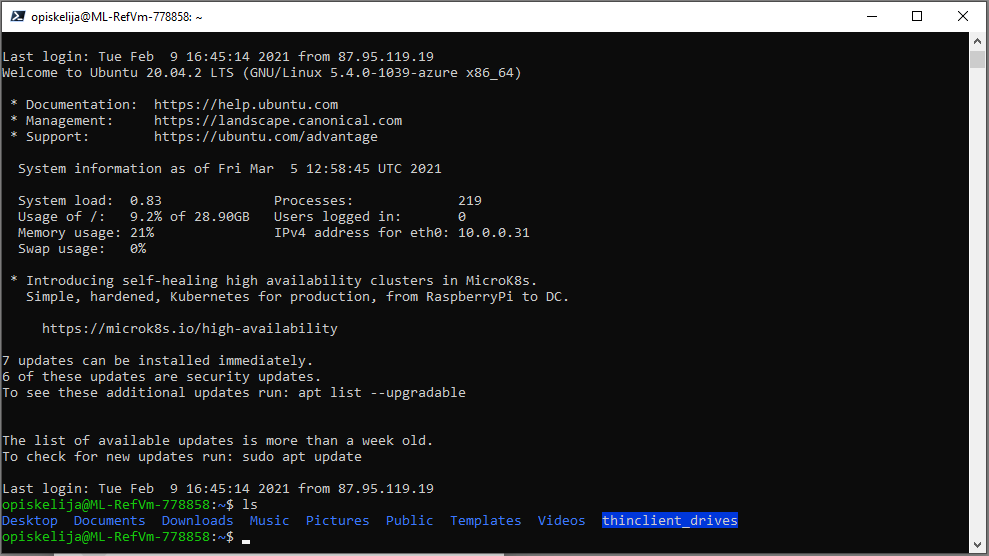 opiskelija@ML-RefVm-778858: ~
Last login: Tue Feb  9 16:45:14 2021 from 87.95.119.19
Welcome to Ubuntu 20.04.2 LTS (GNU/Linux 5.4.0-1039-azure x86_64)
 * Documentation:  https://help.ubuntu.com
 * Management:     https://landscape.canonical.com
 * Support:        https://ubuntu.com/advantage
  System information as of Fri Mar  5 12:58:45 UTC 2021
  System load:  0.83              Processes:             219
  Usage of /:   9.2% of 28.90GB   Users logged in:       0
  Memory usage: 21%               IPv4 address for eth0: 10.0.0.31
  Swap usage:   0%
 * Introducing self-healing high availability clusters in MicroK8s.
   Simple, hardened, Kubernetes for production, from RaspberryPi to DC.
     https://microk8s.io/high-availability
7 updates can be installed immediately.
6 of these updates are security updates.
To see these additional updates run: apt list --upgradable
The list of available updates is more than a week old.
To check for new updates run: sudo apt update
Last login: Tue Feb  9 16:45:14 2021 from 87.95.119.19
opiskelija@ML-RefVm-778858:~$ ls
Desktop  Documents  Downloads  Music  Pictures  Public  Templates  Videos  thinclient_drives
opiskelija@ML-RefVm-778858:~$